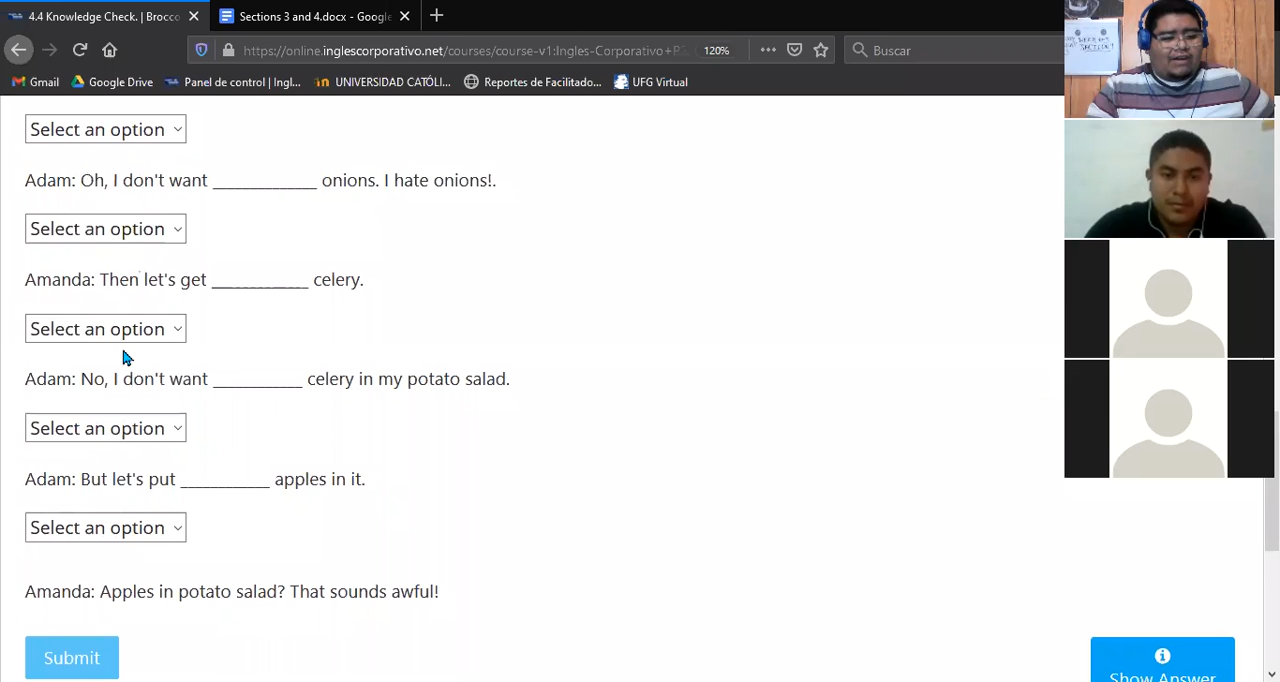 4.4 Knowledge Check. | Brocco
Sections 3 and 4.docx - Google
https://online.inglescorporativo.net/courses/course-v1:Ingles-Corporativo+B
120%
Buscar
Gmail
Google Drive
Panel de control | Ingl...
UNIVERSIDAD CATÓLI...
Reportes de Facilitado...
UFG Virtual
Select an option
Adam: Oh, I don't want _____________ onions. I hate onions!.
Select an option
Amanda: Then let's get ____________ celery.
Select an option
Adam: No, I don't want ___________ celery in my potato salad.
Select an option
Adam: But let's put ___________ apples in it.
Select an option
Amanda: Apples in potato salad? That sounds awful!
Submit
Show Answer